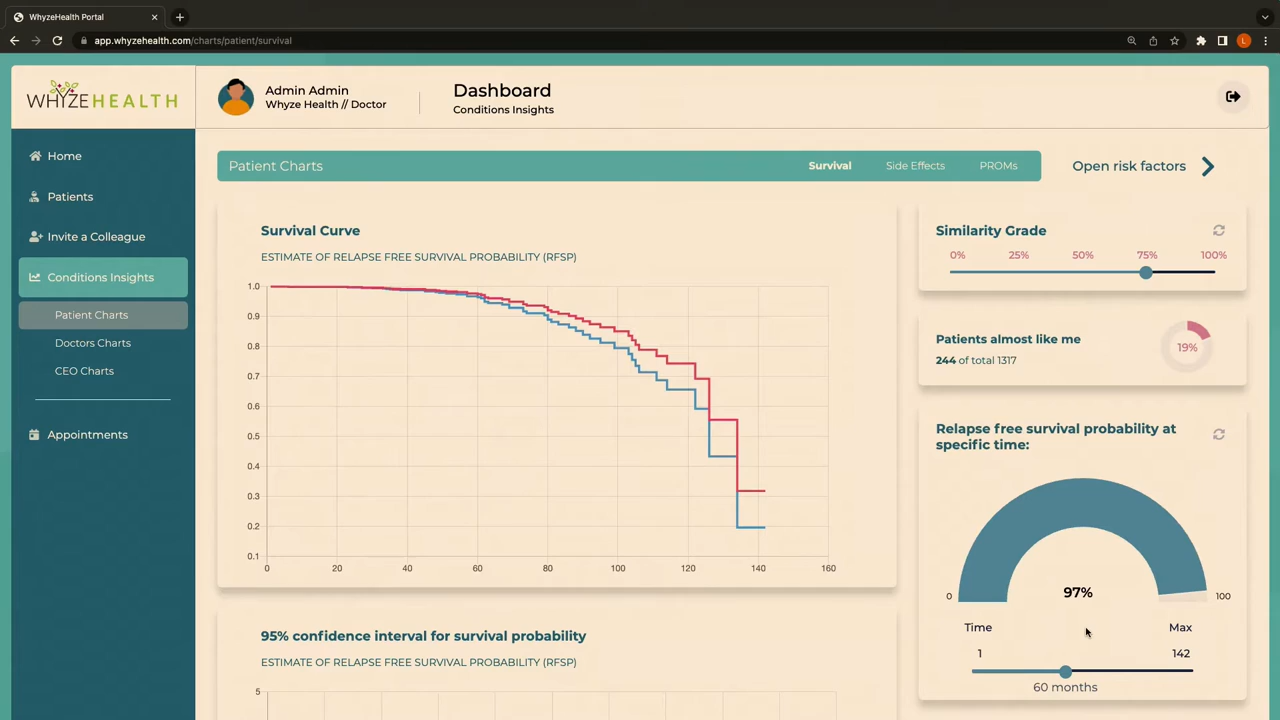 WhyzeHealth Portal
app.whyzehealth.com/charts/patient/survival
L
WHYZEHEALTH
Admin Admin
Whyze Health // Doctor
Dashboard
Conditions Insights
Home
Patients
Invite a Colleague
Conditions Insights
Patient Charts
Doctors Charts
CEO Charts
Appointments
Patient Charts
Survival
Side Effects
PROMs
Open risk factors
Survival Curve
ESTIMATE OF RELAPSE FREE SURVIVAL PROBABILITY (RFSP)
1.0
0.9
0.8
0.7
0.6
0.5
0.4
0.3
0.2
0.1
0 20 40 60 80 100 120 140 160
95% confidence interval for survival probability
ESTIMATE OF RELAPSE FREE SURVIVAL PROBABILITY (RFSP)
5
Similarity Grade
0% 25% 50% 75% 100%
Patients almost like me
244 of total 1317
19%
Relapse free survival probability at
specific time:
97%
0 100
Time Max
1 142
60 months